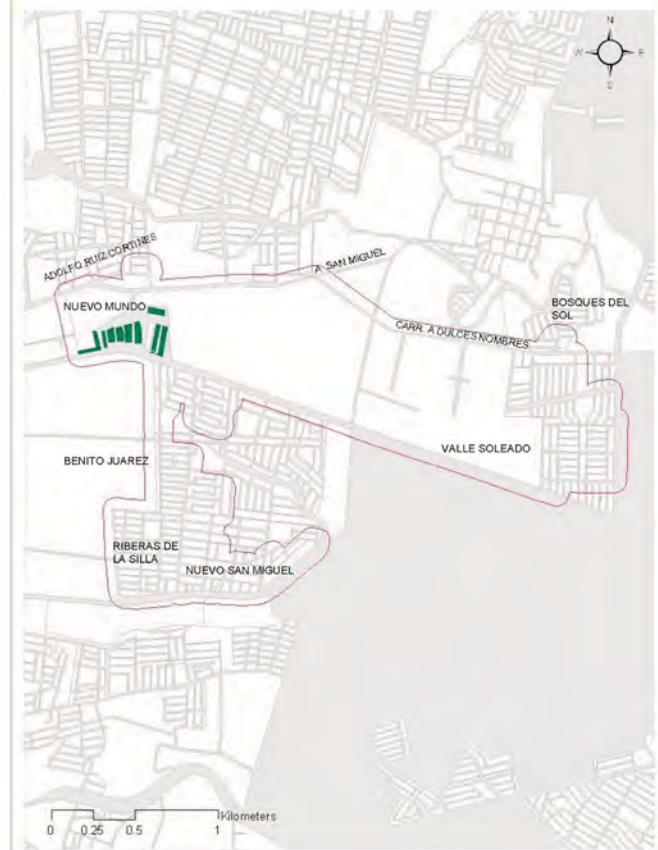 N
W E
S
ADOLFO RUIZ CORTINES
A. SAN MIGUEL
NUEVO MUNDO
BOSQUES DEL
SOL
CARR. A DULCES NOMBRES
VALLE SOLEADO
BENITO JUAREZ
RIBERAS DE
LA SILLA
NUEVO SAN MIGUEL
Kilometers
0 0.25 0.5 1